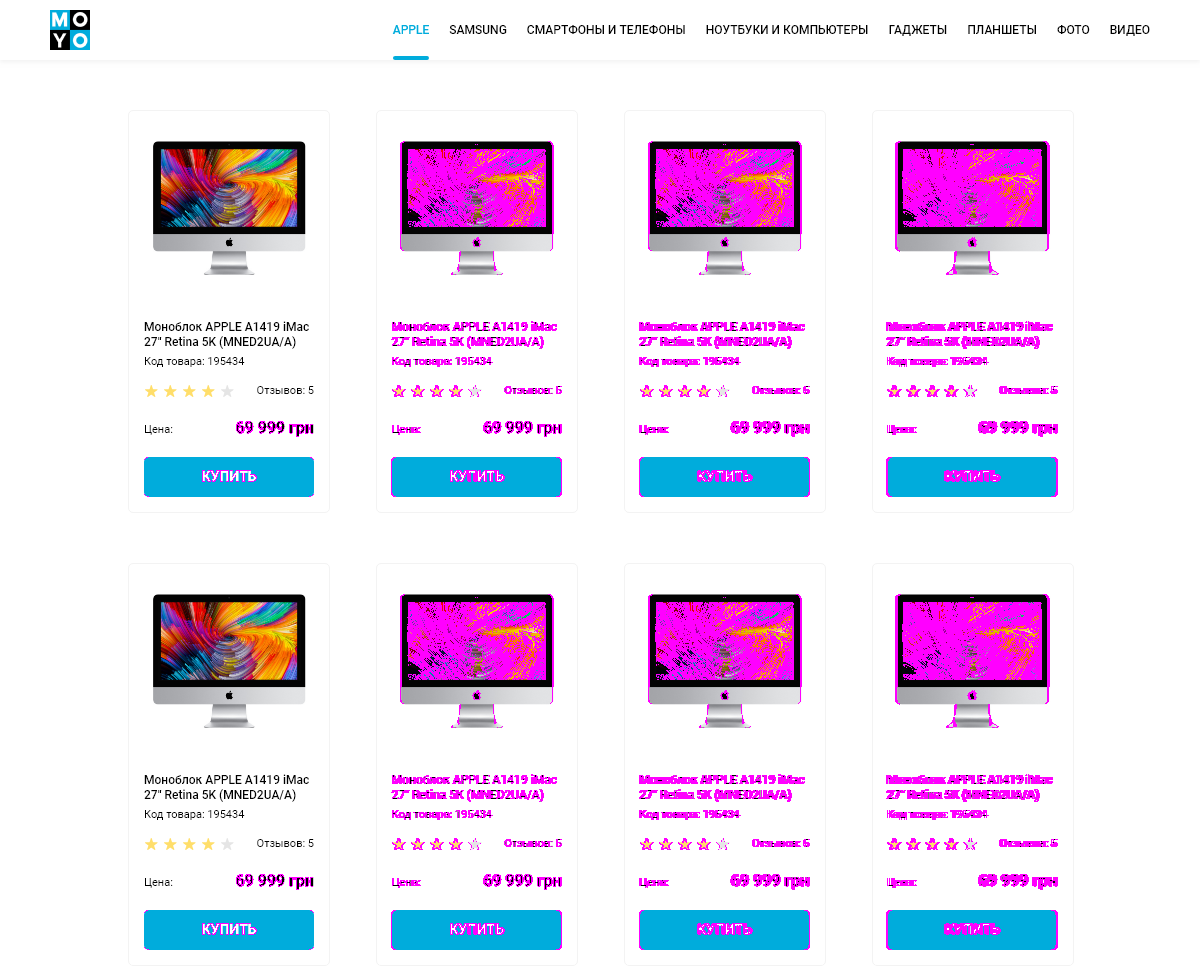 MOYO
APPLE SAMSUNG СМАРТФОНЫ И ТЕЛЕФОНЫ НОУТБУКИ И КОМПЬЮТЕРЫ ГАДЖЕТЫ ПЛАНШЕТЫ ФОТО ВИДЕО
Моноблок APPLE A1419 iMac
27" Retina 5K (MNED2UA/A)
Код товара: 195434
Отзывов: 5
Цена: 69 999 грн
КУПИТЬ
Моноблок APPLE A1419 iMac
27" Retina 5K (MNED2UA/A)
Код товара: 195434
Отзывов: 5
Цена: 69 999 грн
КУПИТЬ
Моноблок APPLE A1419 iMac
27" Retina 5K (MNED2UA/A)
Код товара: 195434
Отзывов: 5
Цена: 69 999 грн
КУПИТЬ
Моноблок APPLE A1419 iMac
27" Retina 5K (MNED2UA/A)
Код товара: 195434
Отзывов: 5
Цена: 69 999 грн
КУПИТЬ
Моноблок APPLE A1419 iMac
27" Retina 5K (MNED2UA/A)
Код товара: 195434
Отзывов: 5
Цена: 69 999 грн
КУПИТЬ
Моноблок APPLE A1419 iMac
27" Retina 5K (MNED2UA/A)
Код товара: 195434
Отзывов: 5
Цена: 69 999 грн
КУПИТЬ
Моноблок APPLE A1419 iMac
27" Retina 5K (MNED2UA/A)
Код товара: 195434
Отзывов: 5
Цена: 69 999 грн
КУПИТЬ
Моноблок APPLE A1419 iMac
27" Retina 5K (MNED2UA/A)
Код товара: 195434
Отзывов: 5
Цена: 69 999 грн
КУПИТЬ